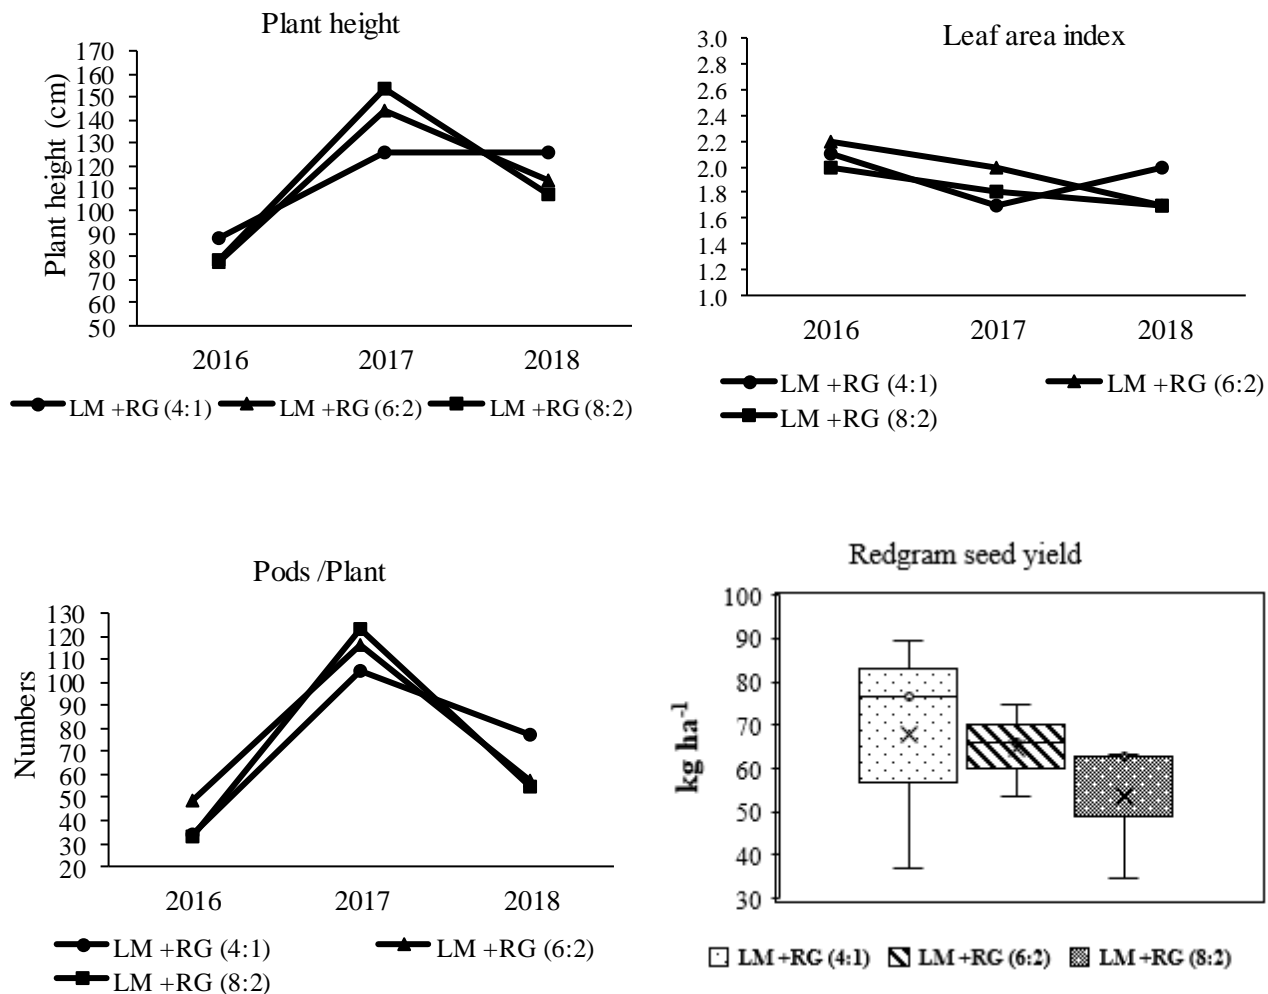 Plant height
170
160
150
140
130
120
110
100
90
80
70
60
50
Plant height (cm)
2016 2017 2018
LM +RG (4:1) LM +RG (6:2) LM +RG (8:2)
Leaf area index
3.0
2.8
2.6
2.4
2.2
2.0
1.8
1.6
1.4
1.2
1.0
2016 2017 2018
LM +RG (4:1) LM +RG (6:2)
LM +RG (8:2)
Pods /Plant
130
120
110
100
90
80
70
60
50
40
30
20
Numbers
2016 2017 2018
LM +RG (4:1) LM +RG (6:2)
LM +RG (8:2)
Redgram seed yield
100
90
80
70
60
50
40
30
kg ha⁻¹
LM +RG (4:1) LM +RG (6:2) LM +RG (8:2)